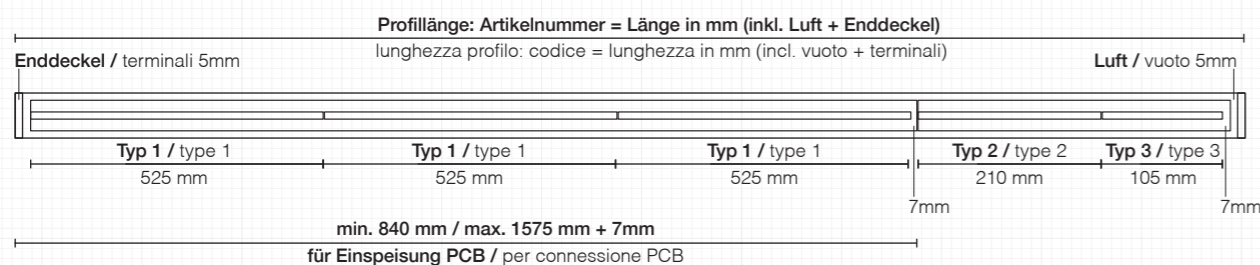 Profillänge: Artikelnummer = Länge in mm (inkl. Luft + Enddeckel)
lunghezza profilo: codice = lunghezza in mm (incl. vuoto + terminali)
Enddeckel / terminali 5mm
Luft / vuoto 5mm
Typ 1 / type 1
Typ 1 / type 1
Typ 1 / type 1
Typ 2 / type 2
Typ 3 / type 3
525 mm
525 mm
525 mm
210 mm
105 mm
7mm
7mm
min. 840 mm / max. 1575 mm + 7mm
für Einspeisung PCB / per connessione PCB